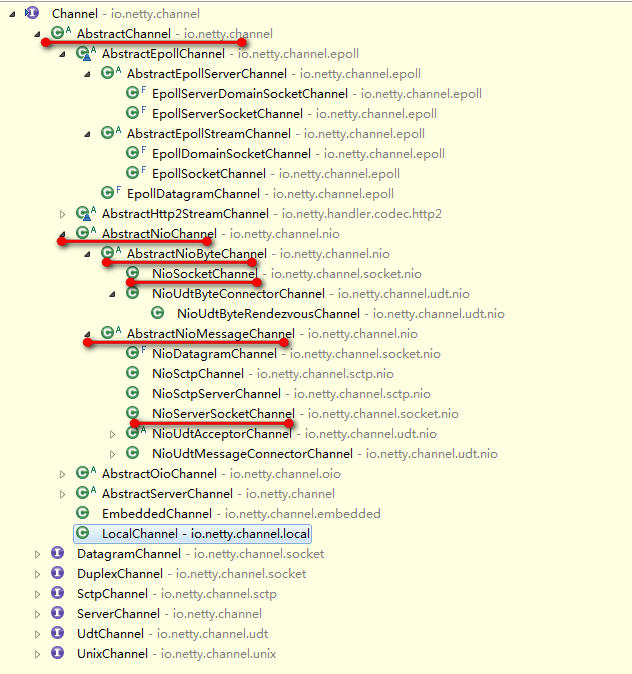 Channel - io.netty.channel
AbstractChannel - io.netty.channel
AbstractEpollChannel - io.netty.channel.epoll
AbstractEpollServerChannel - io.netty.channel.epoll
EpollServerDomainSocketChannel - io.netty.channel.epoll
EpollServerSocketChannel - io.netty.channel.epoll
AbstractEpollStreamChannel - io.netty.channel.epoll
EpollDomainSocketChannel - io.netty.channel.epoll
EpollSocketChannel - io.netty.channel.epoll
EpollDatagramChannel - io.netty.channel.epoll
AbstractHttp2StreamChannel - io.netty.handler.codec.http2
AbstractNioChannel - io.netty.channel.nio
AbstractNioByteChannel - io.netty.channel.nio
NioSocketChannel - io.netty.channel.socket.nio
NioUdtByteConnectorChannel - io.netty.channel.udt.nio
NioUdtByteRendezvousChannel - io.netty.channel.udt.nio
AbstractNioMessageChannel - io.netty.channel.nio
NioDatagramChannel - io.netty.channel.socket.nio
NioSctpChannel - io.netty.channel.sctp.nio
NioSctpServerChannel - io.netty.channel.sctp.nio
NioServerSocketChannel - io.netty.channel.socket.nio
NioUdtAcceptorChannel - io.netty.channel.udt.nio
NioUdtMessageConnectorChannel - io.netty.channel.udt.nio
AbstractOioChannel - io.netty.channel.oio
AbstractServerChannel - io.netty.channel
EmbeddedChannel - io.netty.channel.embedded
LocalChannel - io.netty.channel.local
DatagramChannel - io.netty.channel.socket
DuplexChannel - io.netty.channel.socket
SctpChannel - io.netty.channel.sctp
ServerChannel - io.netty.channel
UdtChannel - io.netty.channel.udt
UnixChannel - io.netty.channel.unix